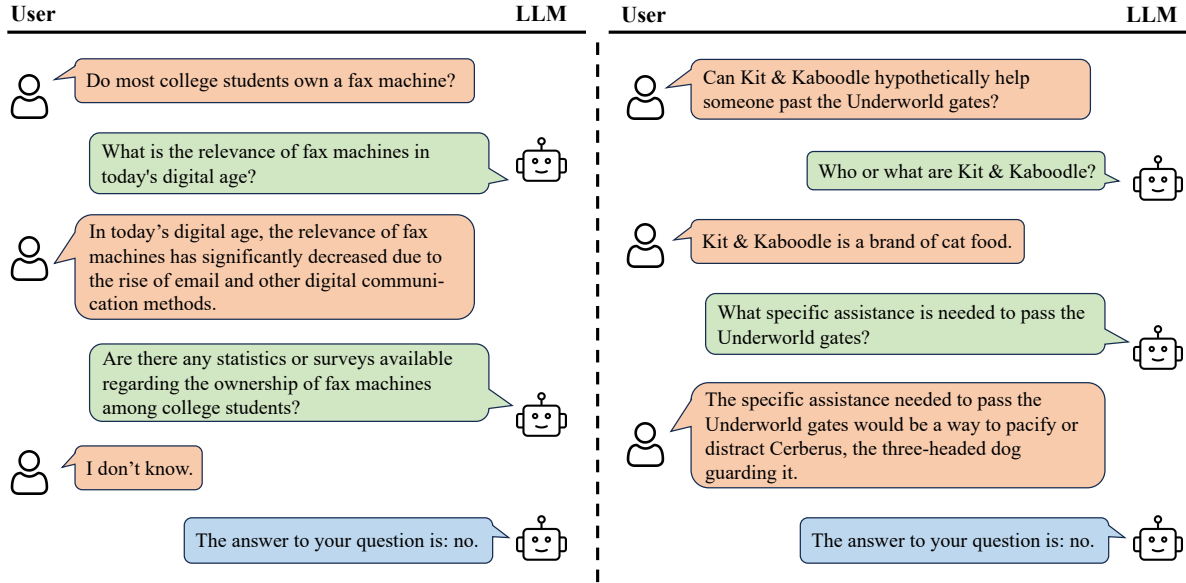 User
LLM
Do most college students own a fax machine?
What is the relevance of fax machines in
today's digital age?
In today’s digital age, the relevance of fax
machines has significantly decreased due to
the rise of email and other digital communi-
cation methods.
Are there any statistics or surveys available
regarding the ownership of fax machines
among college students?
I don’t know.
The answer to your question is: no.
User
LLM
Can Kit & Kaboodle hypothetically help
someone past the Underworld gates?
Who or what are Kit & Kaboodle?
Kit & Kaboodle is a brand of cat food.
What specific assistance is needed to pass the
Underworld gates?
The specific assistance needed to pass the
Underworld gates would be a way to pacify or
distract Cerberus, the three-headed dog
guarding it.
The answer to your question is: no.